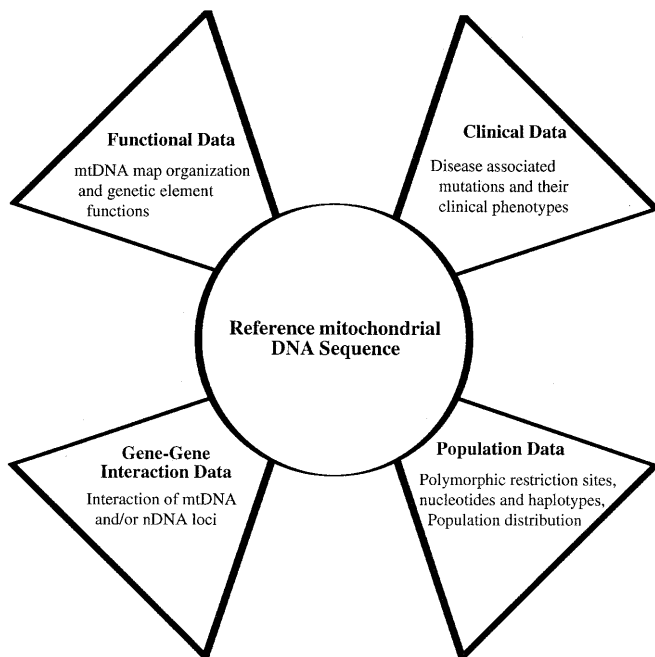 Functional Data
mtDNA map organization
and genetic element
functions
Clinical Data
Disease associated
mutations and their
clinical phenotypes
Reference mitochondrial
DNA Sequence
Gene-Gene
Interaction Data
Interaction of mtDNA
and/or nDNA loci
Population Data
Polymorphic restriction sites,
nucleotides and haplotypes,
Population distribution